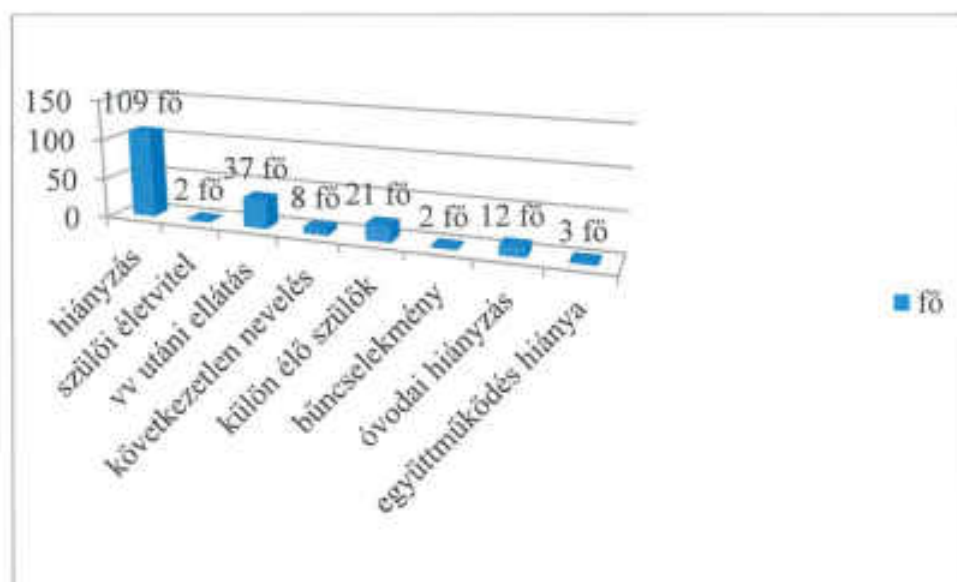 150
100
50
0
109 fő
2 fő
37 fő
8 fő
21 fő
2 fő
12 fő
3 fő
hiányzás
szülői életvitel
vv utáni ellátás
következetlen nevelés
külön élő szülők
bűncselekmény
óvodai hiányzás
együttműködés hiánya
fő